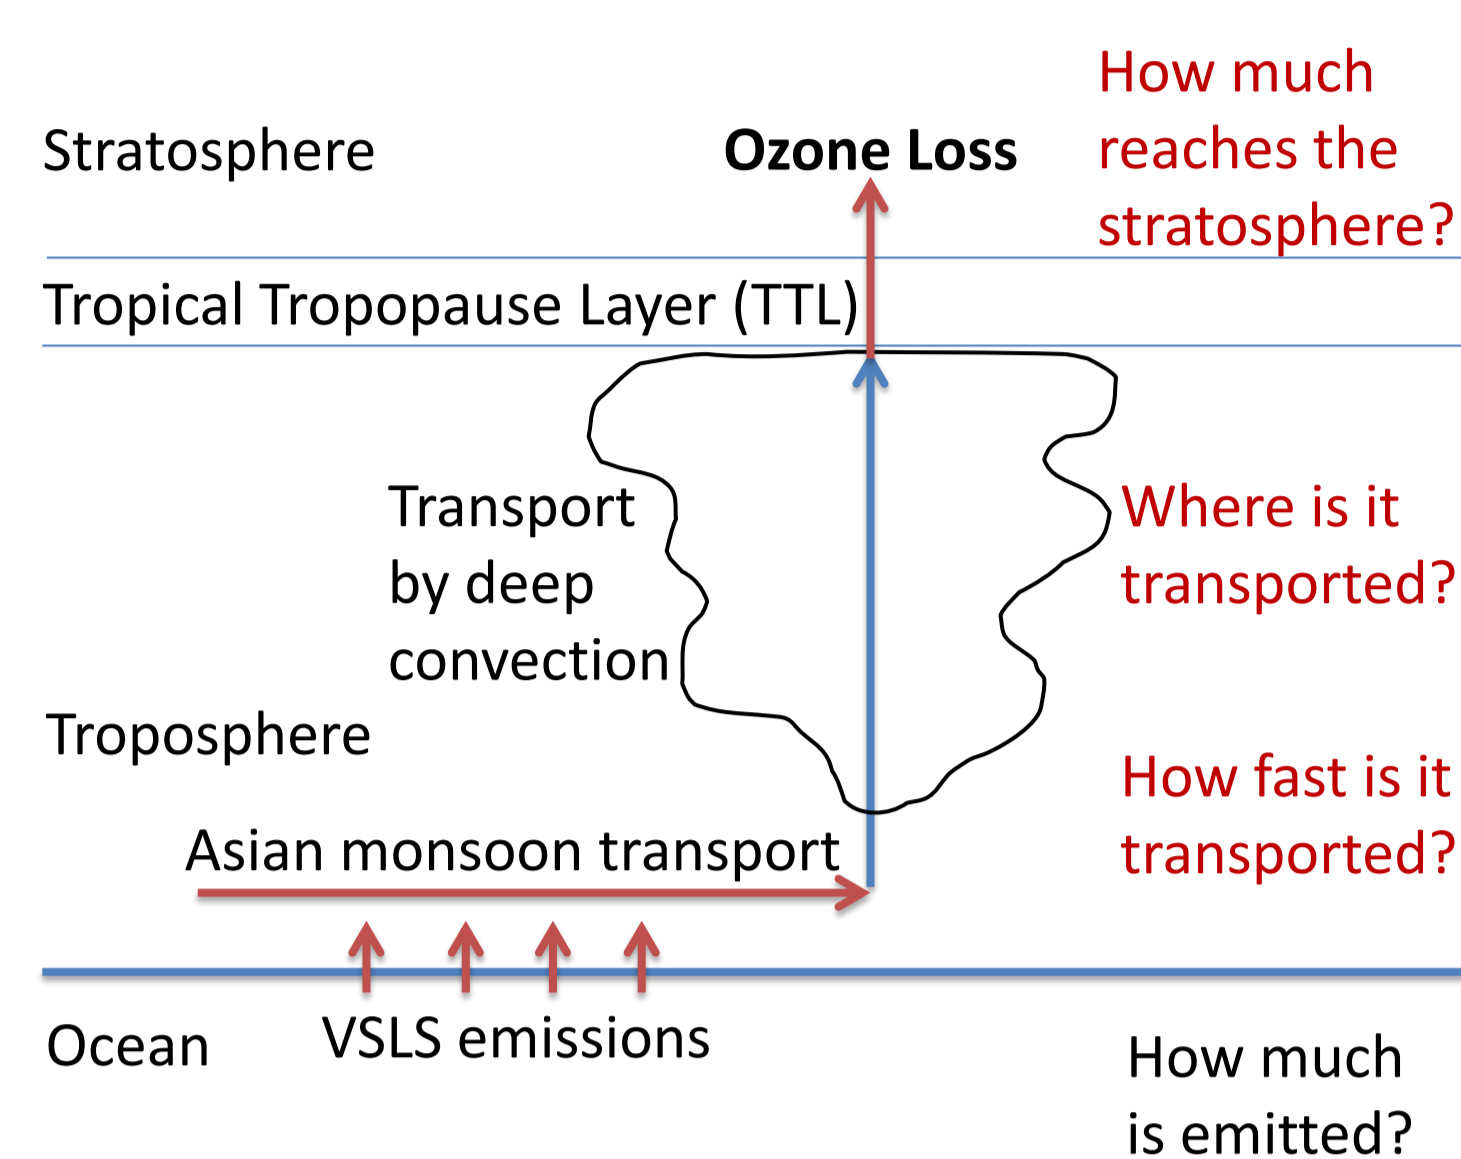 How much
reaches the
stratosphere?
Stratosphere
Ozone Loss
Tropical Tropopause Layer (TTL)
Transport
by deep
convection
Where is it
transported?
Troposphere
How fast is it
transported?
Asian monsoon transport
Ocean
VSLS emissions
How much
is emitted?